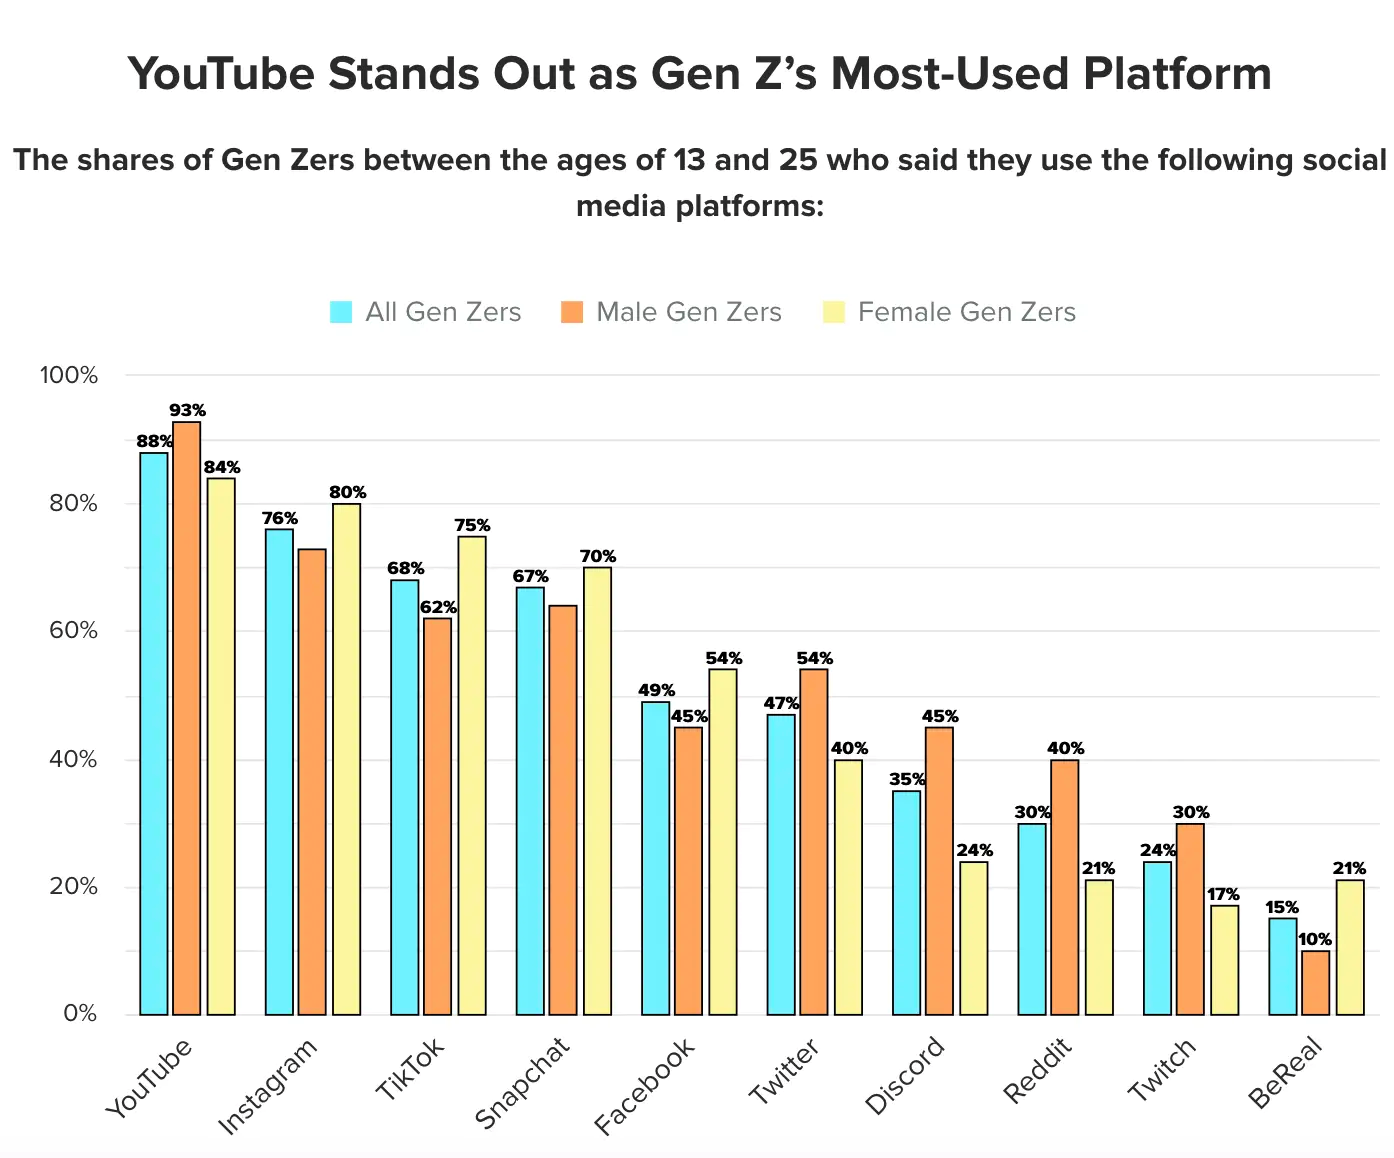 YouTube Stands Out as Gen Z’s Most-Used Platform
The shares of Gen Zers between the ages of 13 and 25 who said they use the following social
media platforms:
All Gen Zers Male Gen Zers Female Gen Zers
100%
80%
60%
40%
20%
0%
88% 93% 84%
76% 80%
68% 62% 75%
67% 70%
49% 45% 54%
47% 54% 40%
35% 45% 24%
30% 40% 21%
24% 30% 17%
15% 10% 21%
YouTube
Instagram
TikTok
Snapchat
Facebook
Twitter
Discord
Reddit
Twitch
BeReal